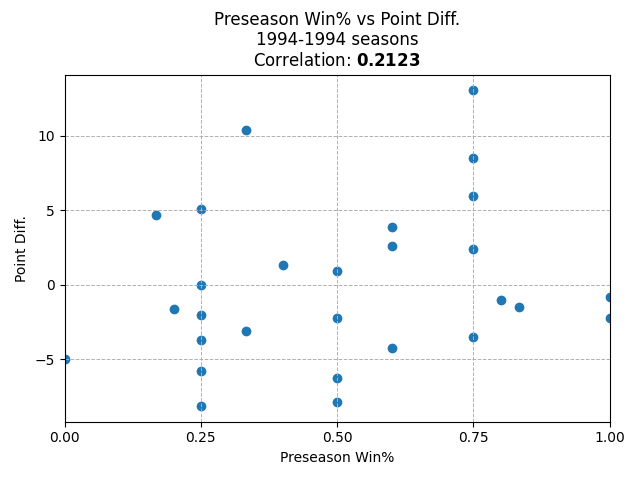 Preseason Win% vs Point Diff.
1994-1994 seasons
Correlation: 0.2123
Point Diff.
10
5
0
−5
0.00 0.25 0.50 0.75 1.00
Preseason Win%